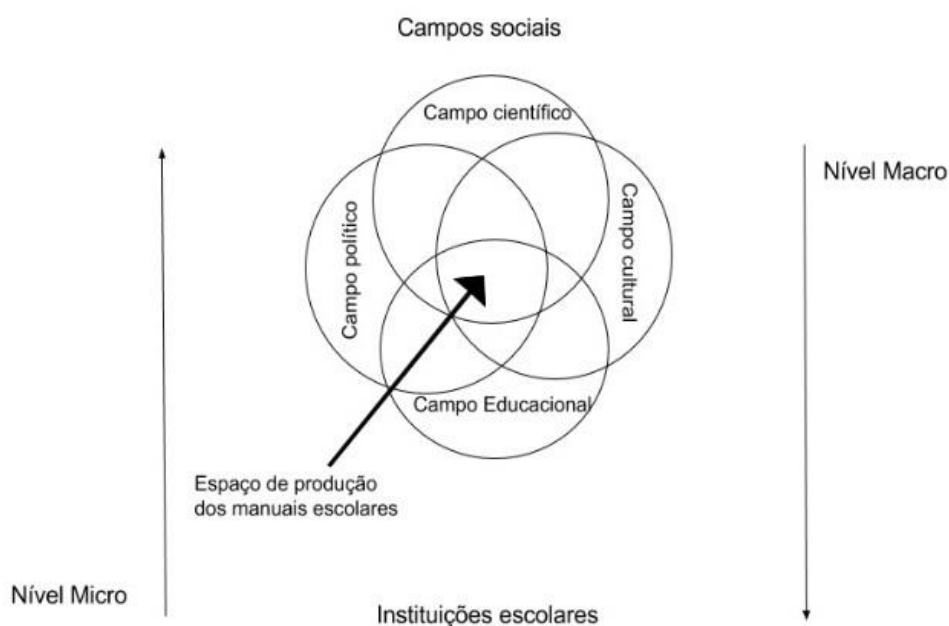 Campos sociais
Campo científico
Nível Macro
Campo político
Campo cultural
Campo Educacional
Espaço de produção
dos manuais escolares
Nível Micro
Instituições escolares